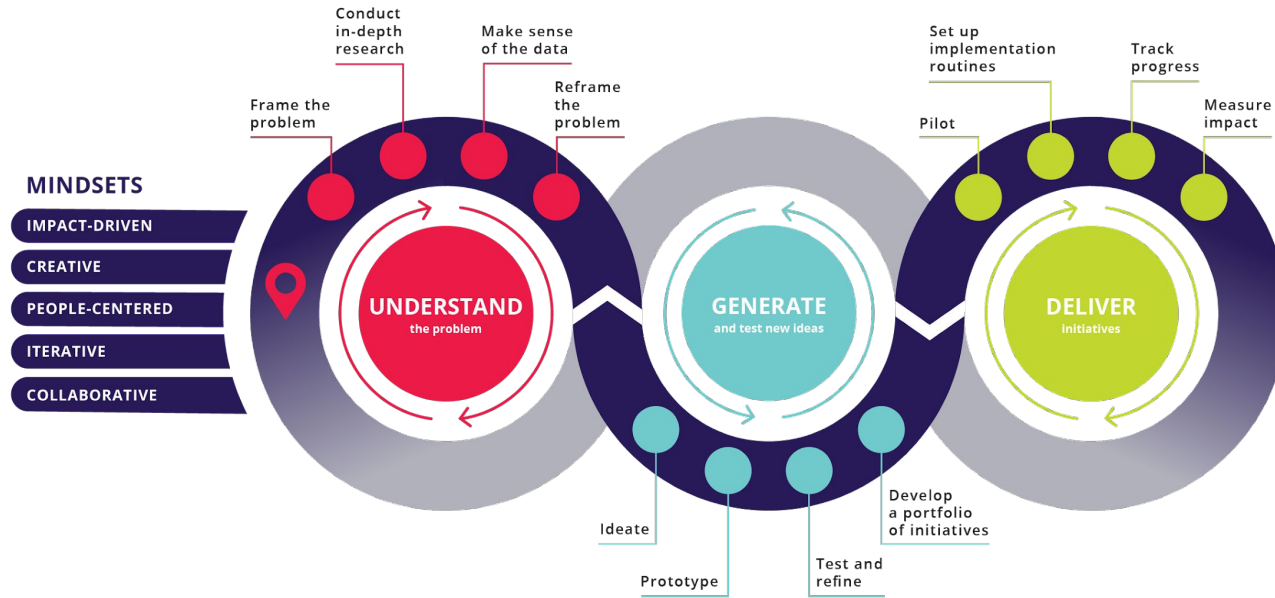 MINDSETS
IMPACT-DRIVEN
CREATIVE
PEOPLE-CENTERED
ITERATIVE
COLLABORATIVE
Frame the
problem
Conduct
in-depth
research
Make sense
of the data
Reframe
the
problem
UNDERSTAND
the problem
GENERATE
and test new ideas
Ideate
Prototype
Test and
refine
Develop
a portfolio
of initiatives
Pilot
Set up
implementation
routines
Track
progress
Measure
impact
DELIVER
initiatives